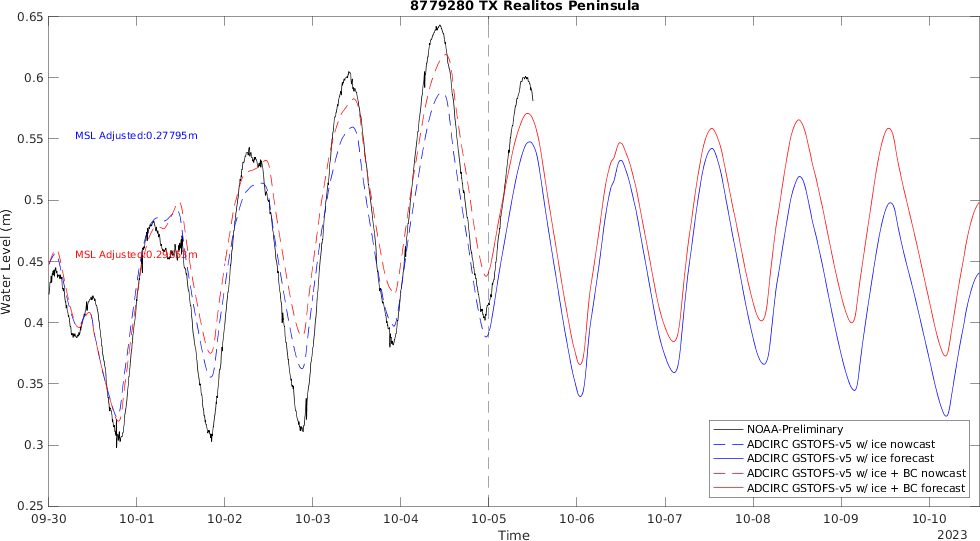 8779280 TX Realitos Peninsula
Water Level (m)
0.65
0.6
0.55
0.5
0.45
0.4
0.35
0.3
0.25
MSL Adjusted:0.27795m
MSL Adjusted:
NOAA-Preliminary
ADCIRC GSTOFS-v5 w/ ice nowcast
ADCIRC GSTOFS-v5 w/ ice forecast
ADCIRC GSTOFS-v5 w/ ice + BC nowcast
ADCIRC GSTOFS-v5 w/ ice + BC forecast
09-30 10-01 10-02 10-03 10-04 10-05 10-06 10-07 10-08 10-09 10-10
Time
2023